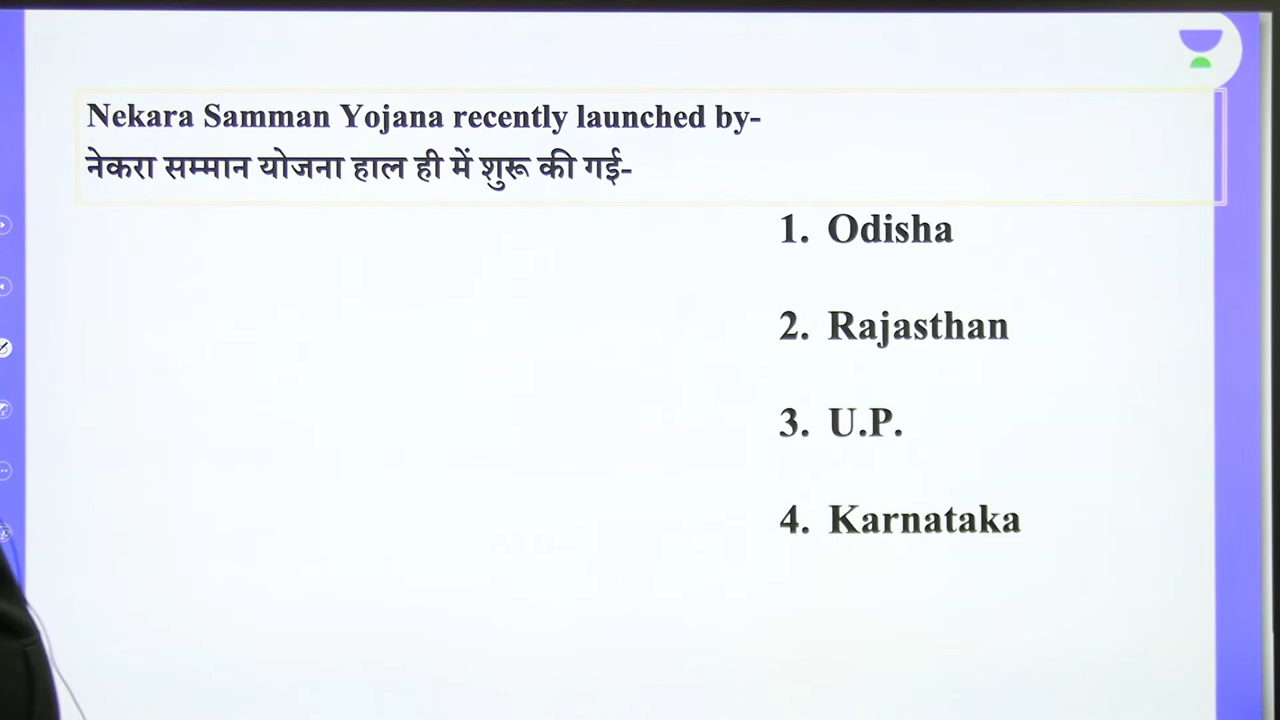 Nekara Samman Yojana recently launched by-
नेकरा सम्मान योजना हाल ही में शुरू की गई-
1. Odisha
2. Rajasthan
3. U.P.
4. Karnataka